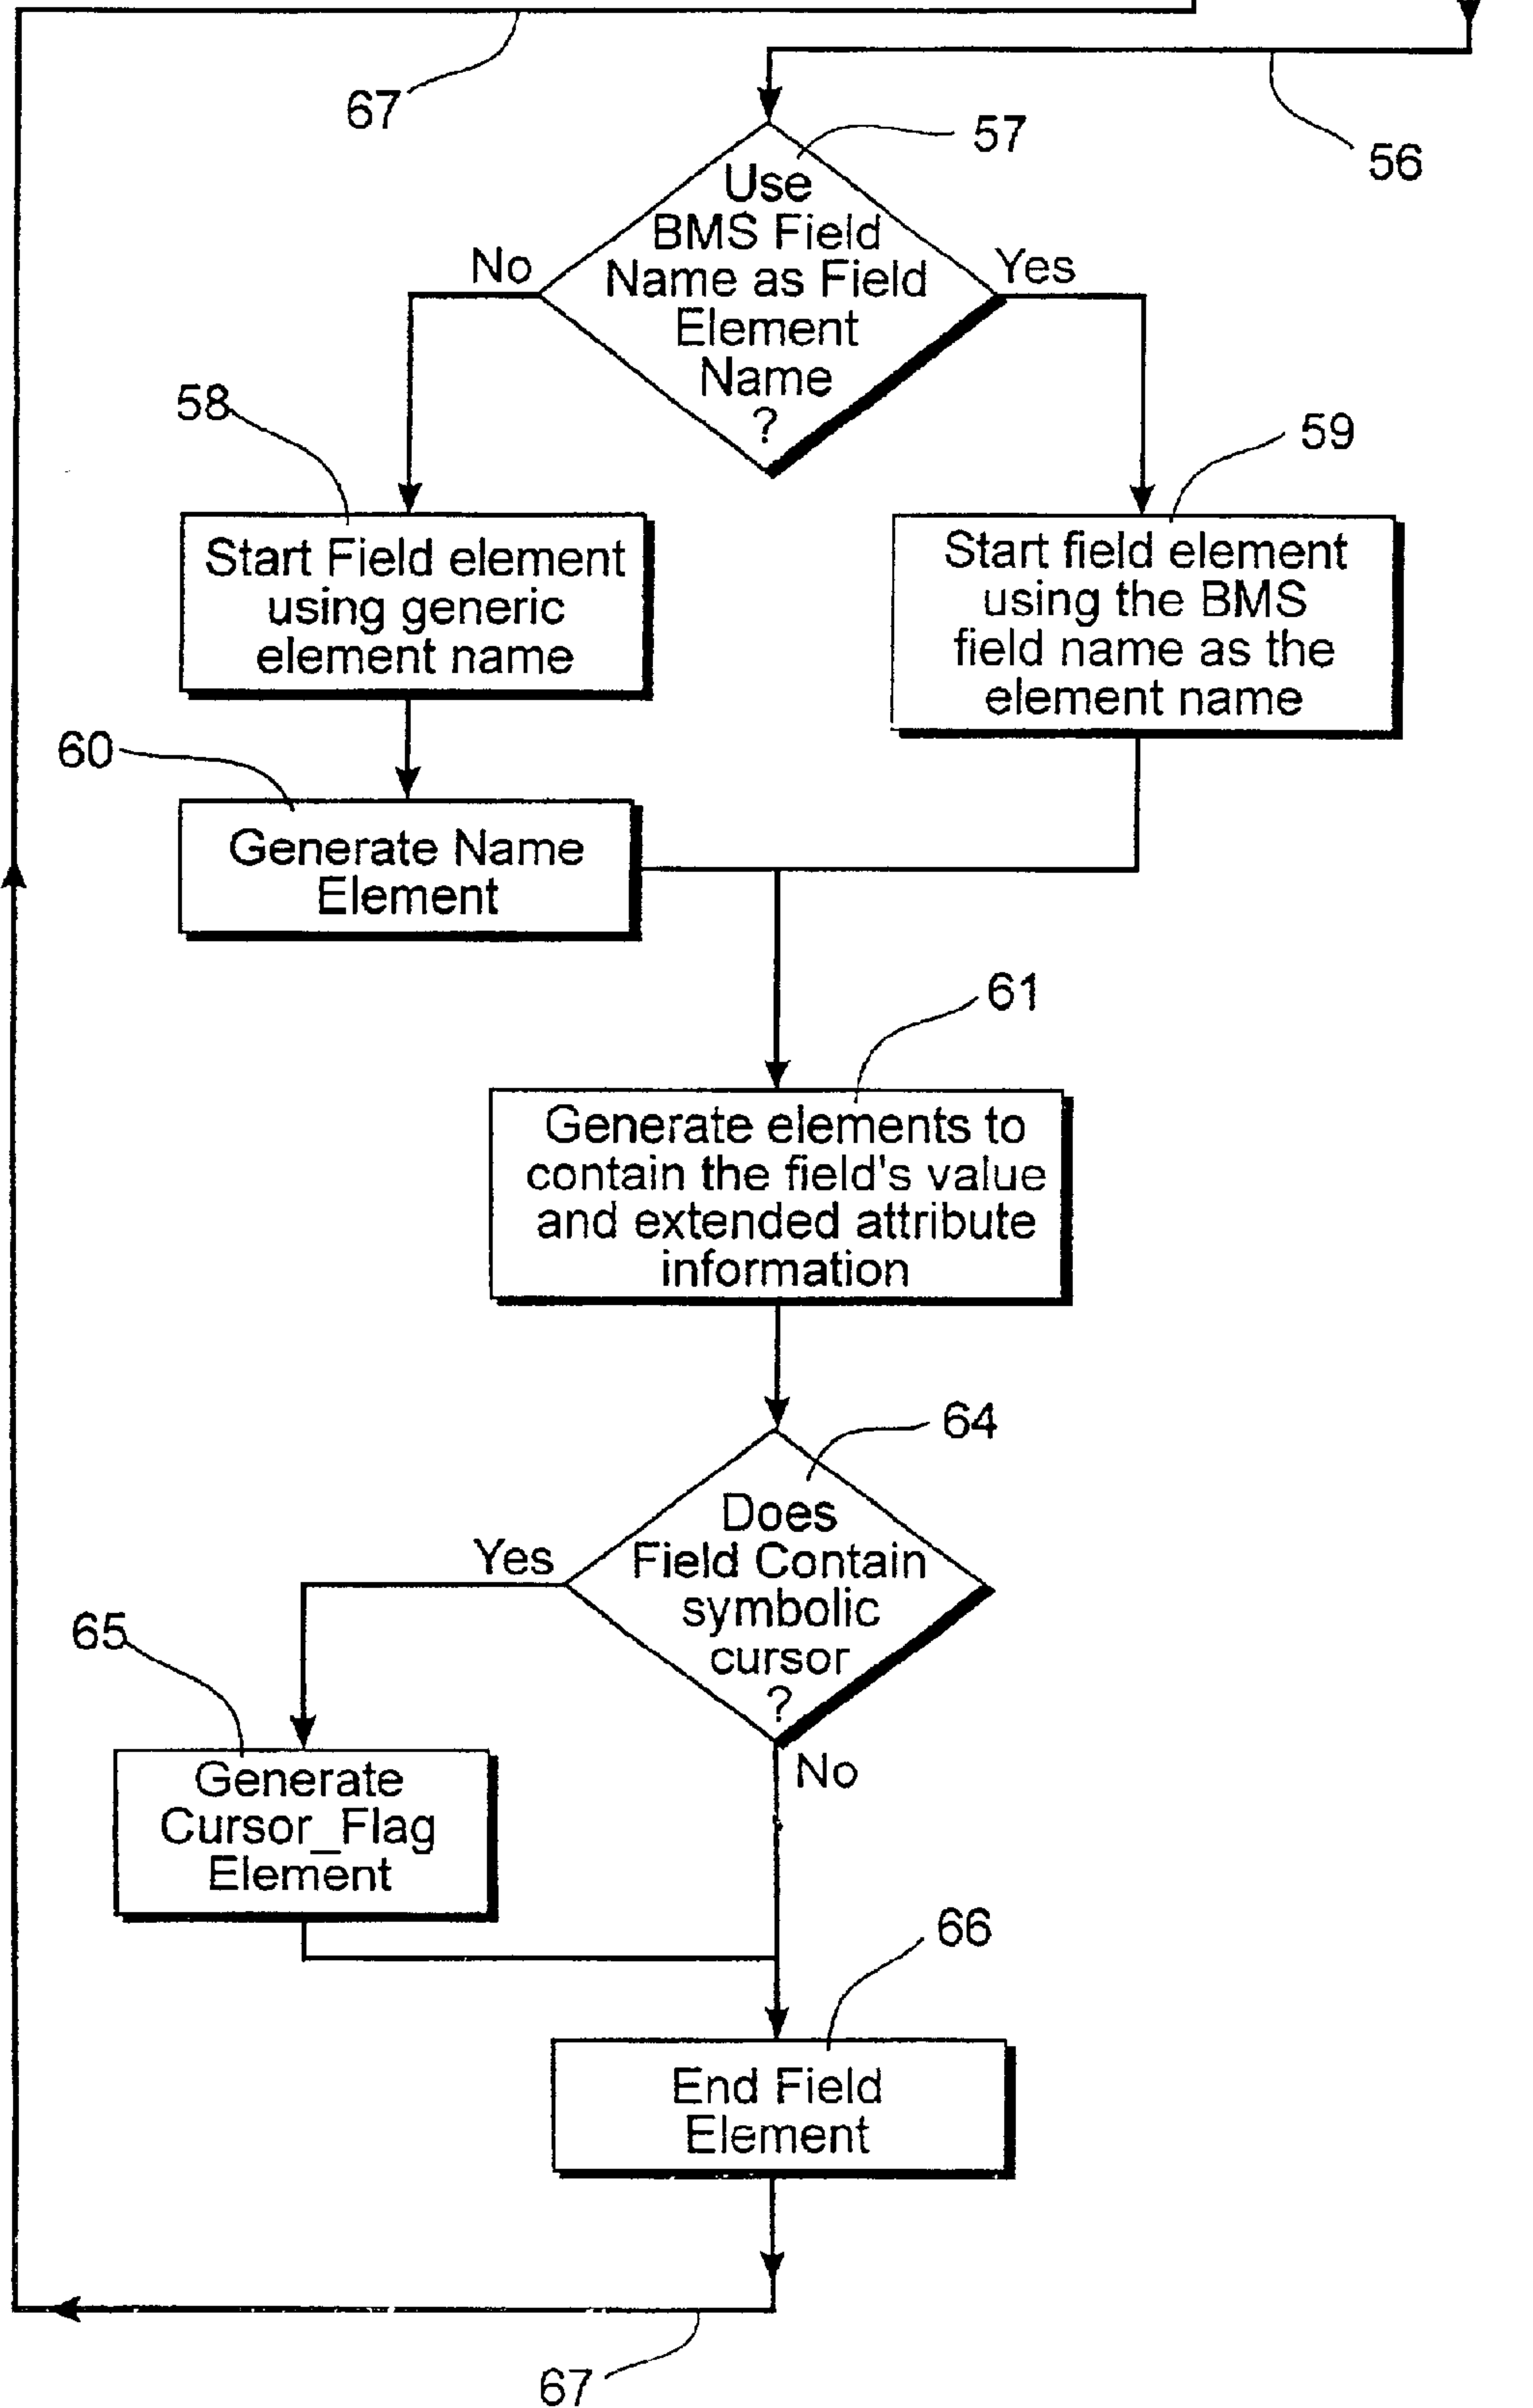 67
56
57
Use
BMS Field
Name as Field
Element
Name
?
No
Yes
58
59
Start Field element
using generic
element name
Start field element
using the BMS
field name as the
element name
60
Generate Name
Element
61
Generate elements to
contain the field's value
and extended attribute
information
64
Does
Field Contain
symbolic
cursor
?
Yes
No
65
Generate
Cursor_Flag
Element
66
End Field
Element
67